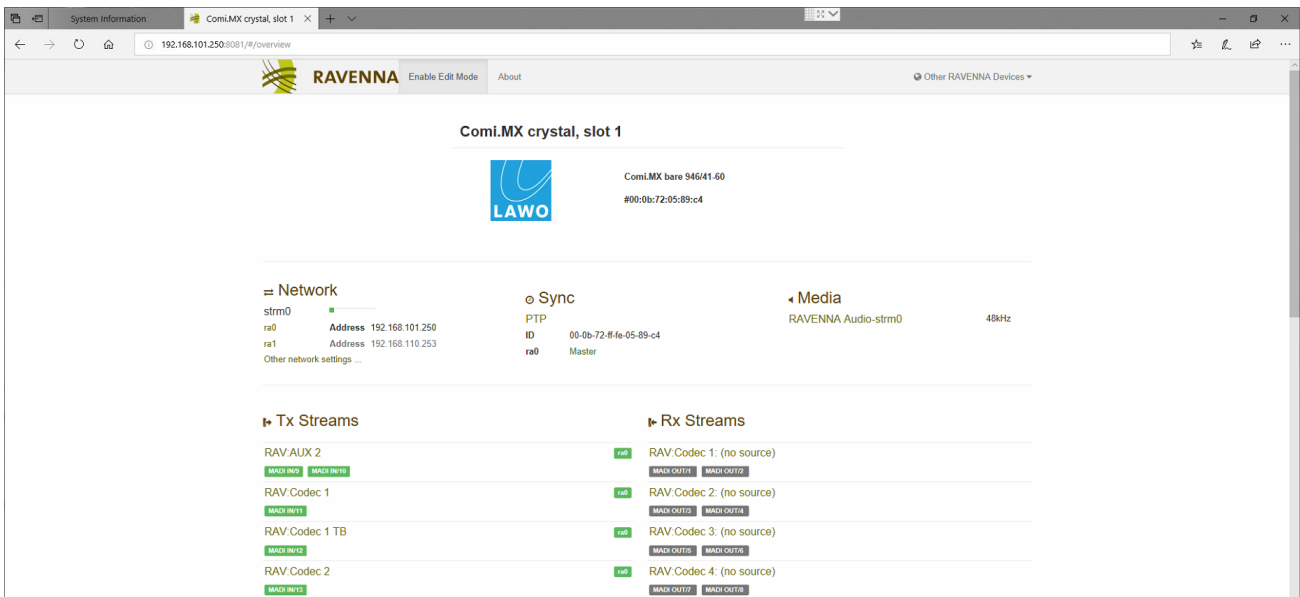 System Information
Comi.MX crystal, slot 1
192.168.101.250:8081/#/overview
RAVENNA
Enable Edit Mode
About
Other RAVENNA Devices
Comi.MX crystal, slot 1
LAWO
Comi.MX bare 946/41-60
#00:0b:72:05:89:c4
Network
strm0
ra0 Address 192.168.101.250
ra1 Address 192.168.110.253
Other network settings ...
Sync
PTP
ID 00-0b-72-ff-fe-05-89-c4
ra0 Master
Media
RAVENNA Audio-strm0 48kHz
Tx Streams
RAV:AUX 2 ra0
MADI IN/9 MADI IN/10
RAV:Codec 1 ra0
MADI IN/11
RAV:Codec 1 TB ra0
MADI IN/12
RAV:Codec 2 ra0
MADI IN/13
Rx Streams
RAV:Codec 1: (no source)
MADI OUT/1 MADI OUT/2
RAV:Codec 2: (no source)
MADI OUT/3 MADI OUT/4
RAV:Codec 3: (no source)
MADI OUT/5 MADI OUT/6
RAV:Codec 4: (no source)
MADI OUT/7 MADI OUT/8